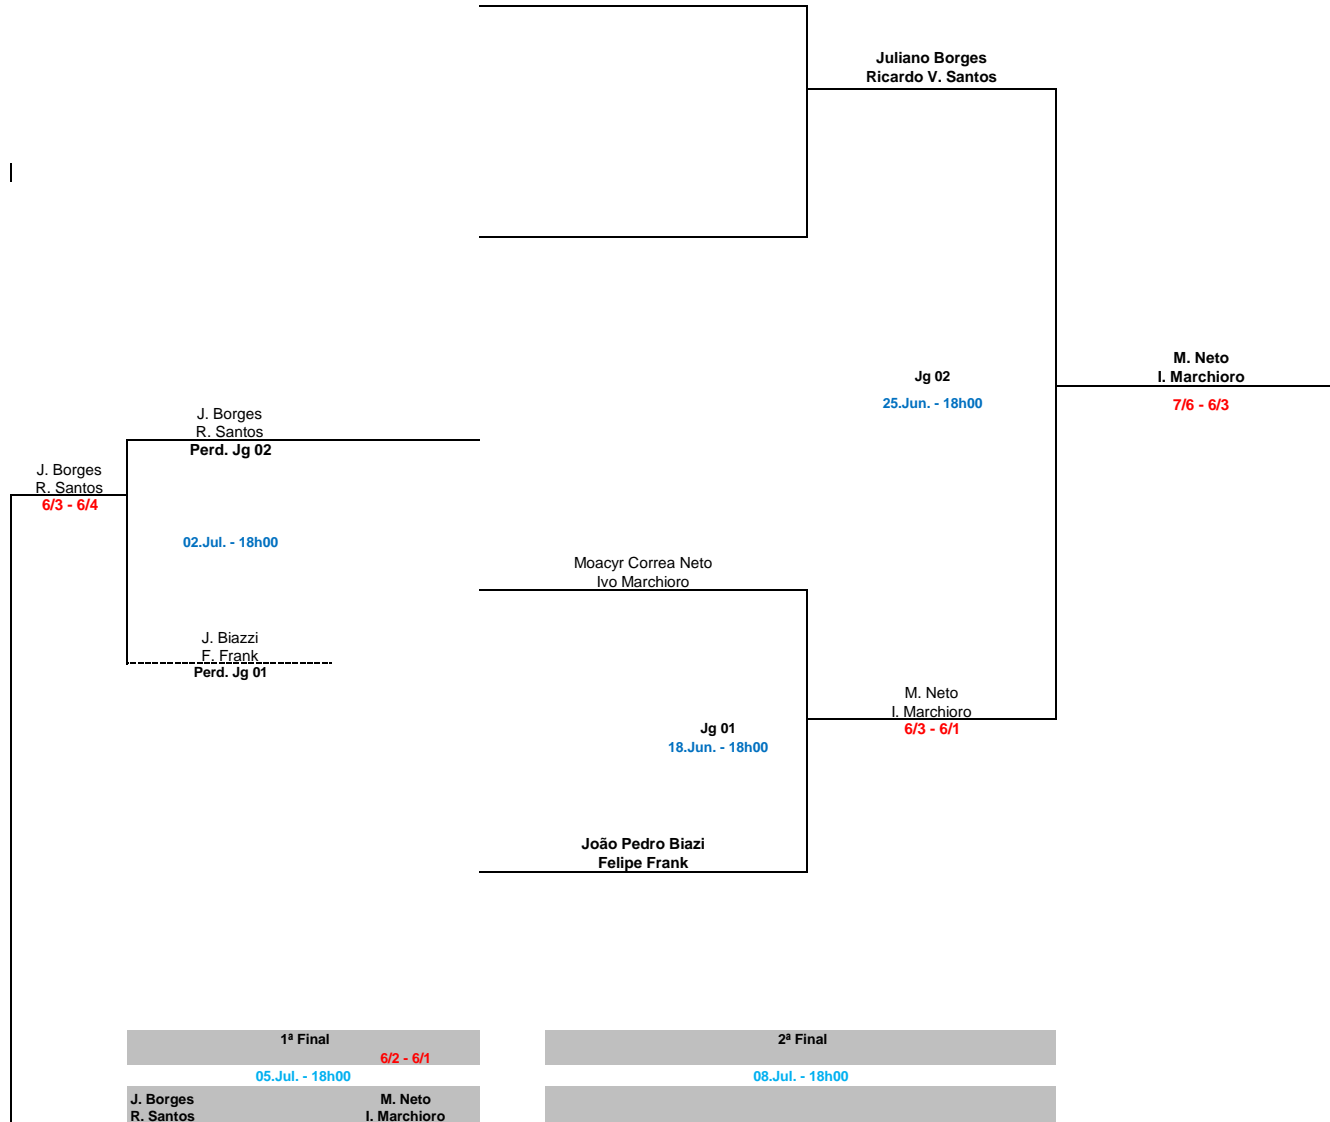 Juliano Borges
Ricardo V. Santos
M. Neto
I. Marchioro
7/6 - 6/3
Jg 02
25.Jun. - 18h00
J. Borges
R. Santos
Perd. Jg 02
J. Borges
R. Santos
6/3 - 6/4
02.Jul. - 18h00
Moacyr Correa Neto
Ivo Marchioro
J. Biazzi
F. Frank
Perd. Jg 01
M. Neto
I. Marchioro
6/3 - 6/1
Jg 01
18.Jun. - 18h00
João Pedro Biazi
Felipe Frank
1ª Final
6/2 - 6/1
05.Jul. - 18h00
J. Borges M. Neto
R. Santos I. Marchioro
2ª Final
08.Jul. - 18h00